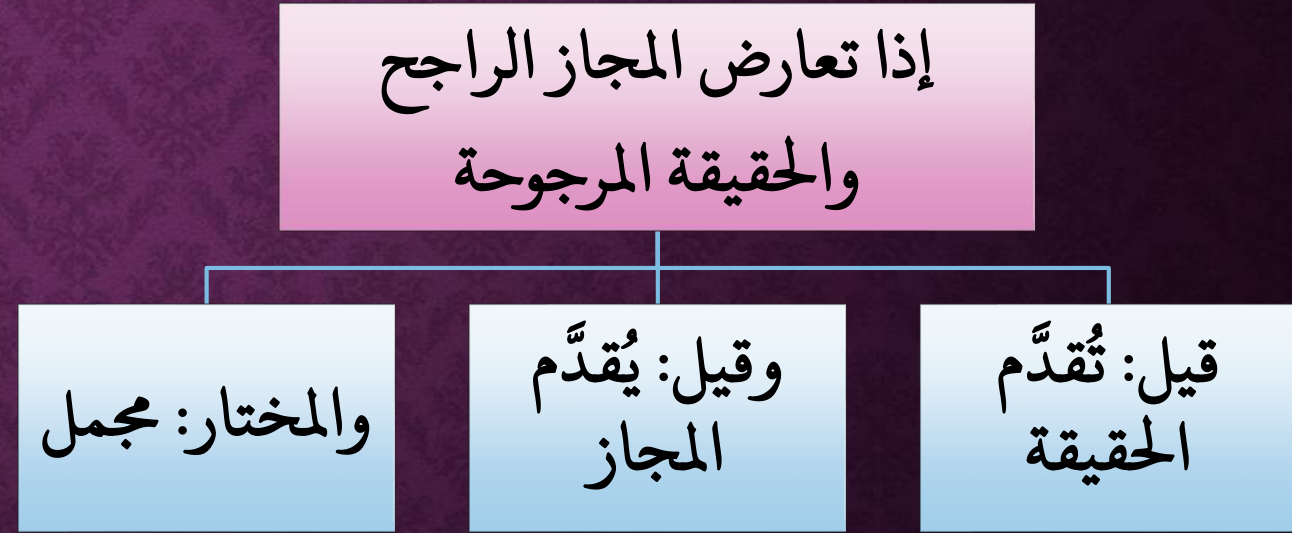 إذا تعارض المجاز الراجح
والحقيقة المرجوحة
قيل: تُقدَّم
الحقيقة
وقيل: يُقدَّم
المجاز
والمختار: مجمل